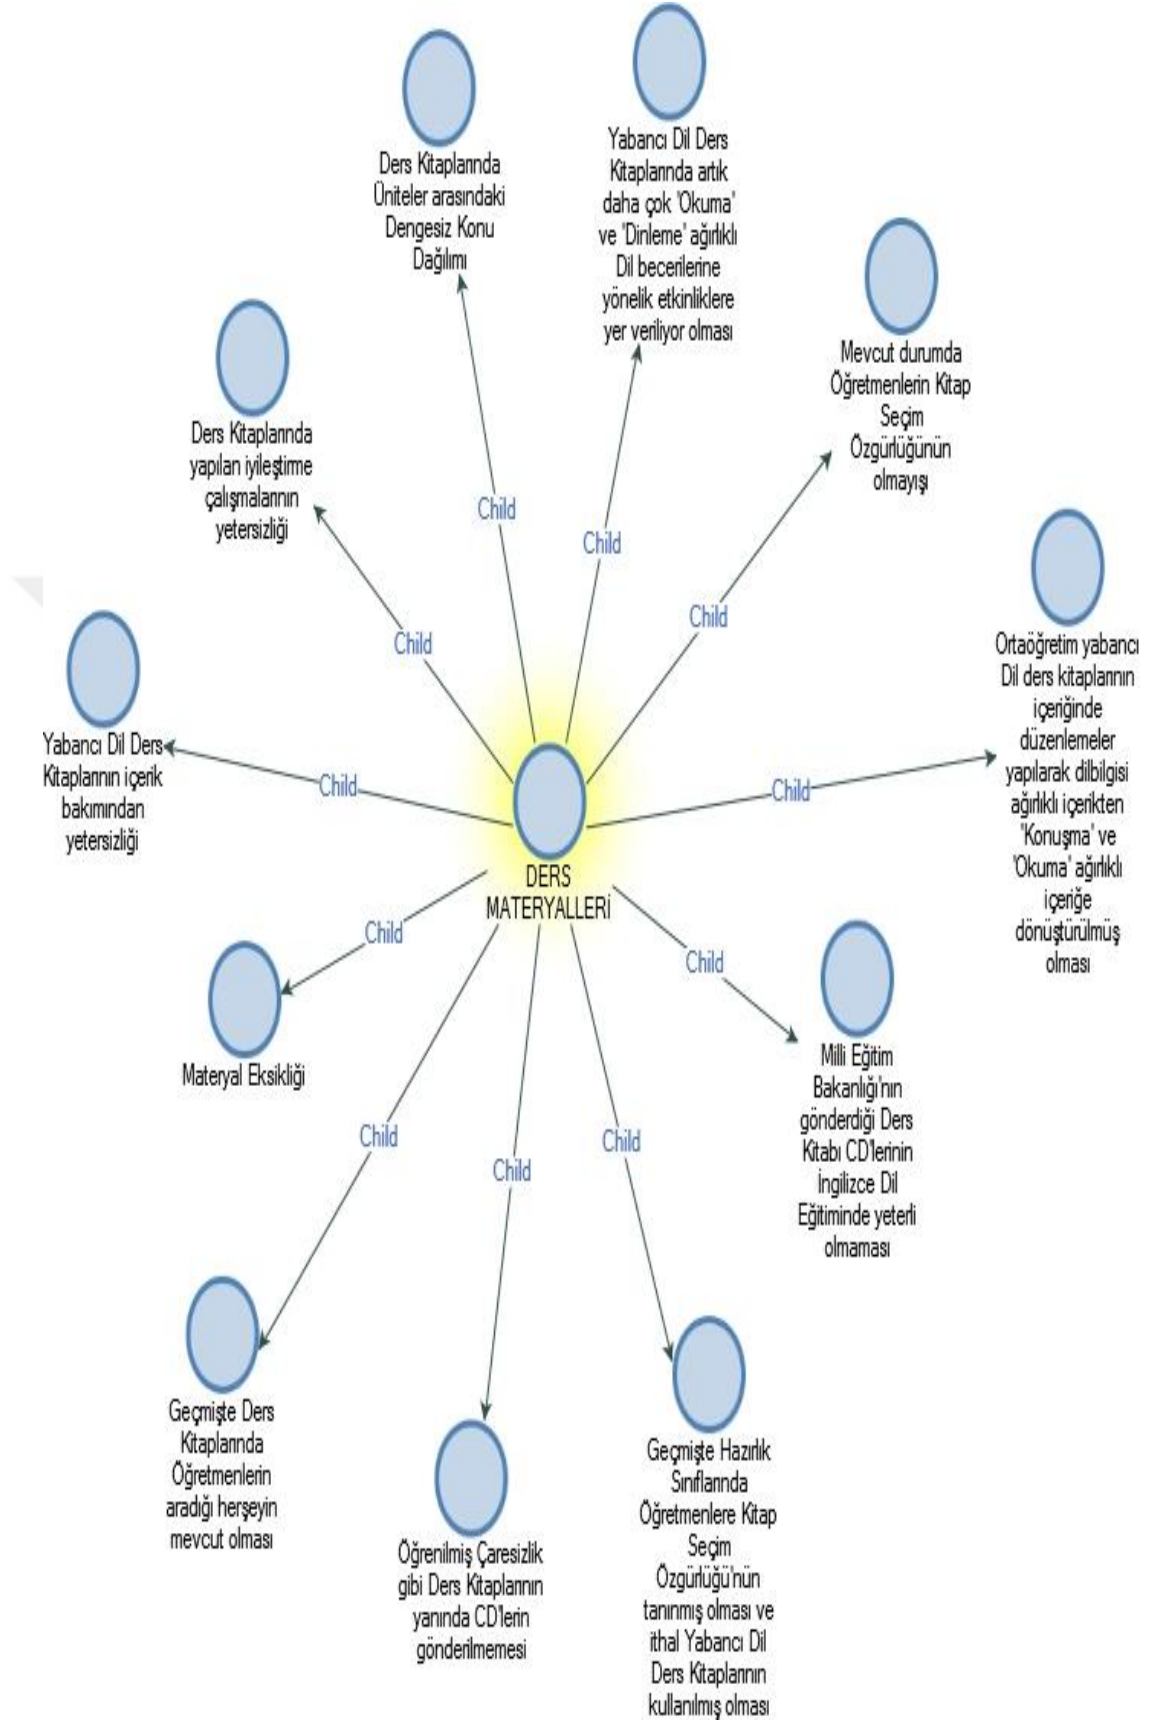 Ders Kitaplarında
Üniteler arasındaki
Dengesiz Konu
Dağılımı
Yabancı Dil Ders
Kitaplarında artık
daha çok 'Okuma'
ve 'Dinleme' ağırlıklı
Dil becerilerine
yönelik etkinliklere
yer veriliyor olması
Mevcut durumda
Öğretmenlerin Kitap
Seçim
Özgürlüğünün
olmayışı
Ders Kitaplarında
yapılan iyileştirme
çalışmalarının
yetersizliği
Child
Child
Child
Child
Ortaöğretim yabancı
Dil ders kitaplarının
içeriğinde
düzenlemeler
yapılarak dilbilgisi
ağırlıklı içerikten
'Konuşma' ve
'Okuma' ağırlıklı
içeriğe
dönüştürülmüş
olması
Yabancı Dil Ders
Kitaplarının içerik
bakımından
yetersizliği
Child
Child
DERS
MATERYALLERİ
Child
Child
Materyal Eksikliği
Milli Eğitim
Bakanlığı'nın
gönderdiği Ders
Kitabı CD'lerinin
İngilizce Dil
Eğitiminde yeterli
olmaması
Child
Child
Child
Geçmişte Ders
Kitaplarında
Öğretmenlerin
aradığı herşeyin
mevcut olması
Öğrenilmiş Çaresizlik
gibi Ders Kitaplarının
yanında CD'lerin
gönderilmemesi
Geçmişte Hazırlık
Sınıflarında
Öğretmenlere Kitap
Seçim
Özgürlüğü'nün
tanınmış olması ve
ithal Yabancı Dil
Ders Kitaplarının
kullanılmış olması